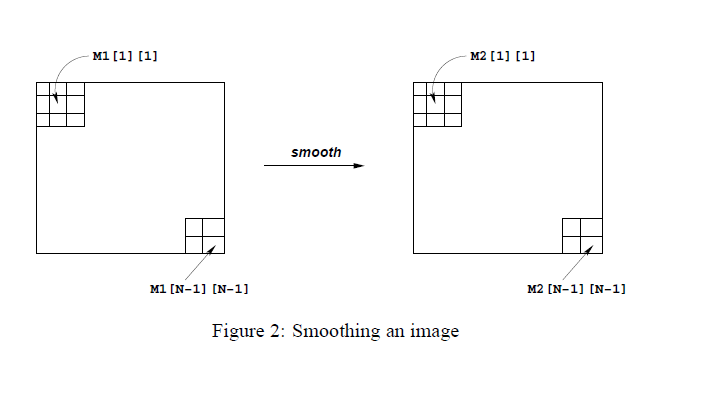 M1[1][1]
M2[1][1]
smooth
M1[N-1][N-1]
M2[N-1][N-1]
Figure 2: Smoothing an image